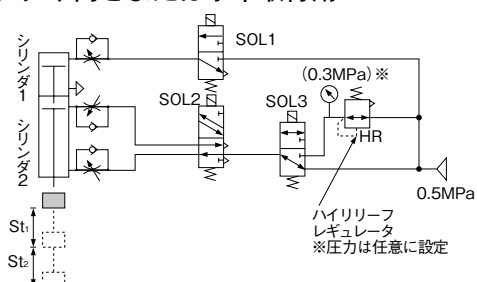 SOL1
シリンダ1
(0.3MPa)※
SOL2
SOL3
HR
シリンダ2
0.5MPa
ハイリリーフ
レギュレータ
※圧力は任意に設定
St1
St2